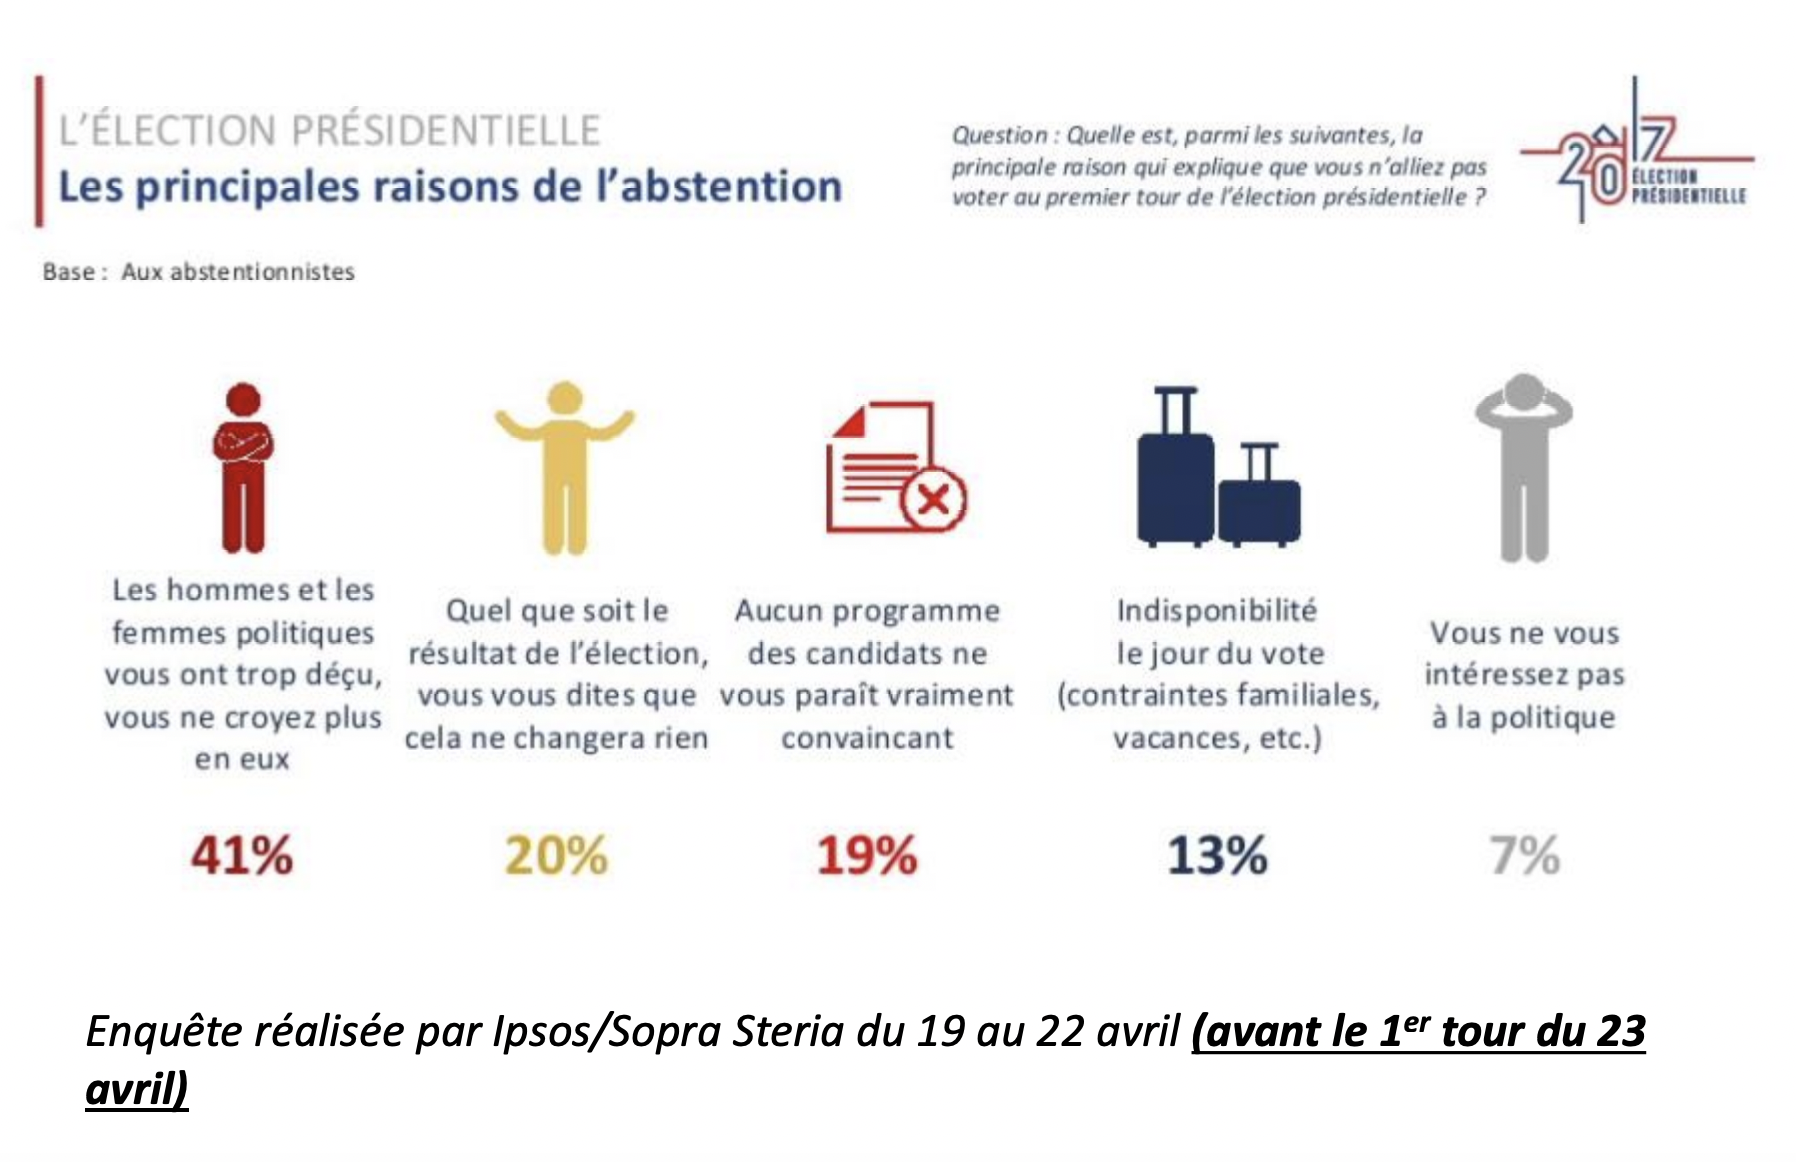 L'ÉLECTION PRÉSIDENTIELLE
Les principales raisons de l'abstention
Question : Quelle est, parmi les suivantes, la
principale raison qui explique que vous n'alliez pas
voter au premier tour de l'élection présidentielle ?
2017
ÉLECTION
PRÉSIDENTIELLE
Base : Aux abstentionnistes
Les hommes et les
femmes politiques
vous ont trop déçu,
vous ne croyez plus
en eux
41%
Quel que soit le
résultat de l'élection,
vous vous dites que
cela ne changera rien
20%
Aucun programme
des candidats ne
vous paraît vraiment
convaincant
19%
Indisponibilité
le jour du vote
(contraintes familiales,
vacances, etc.)
13%
Vous ne vous
intéressez pas
à la politique
7%
Enquête réalisée par Ipsos/Sopra Steria du 19 au 22 avril (avant le 1er tour du 23
avril)